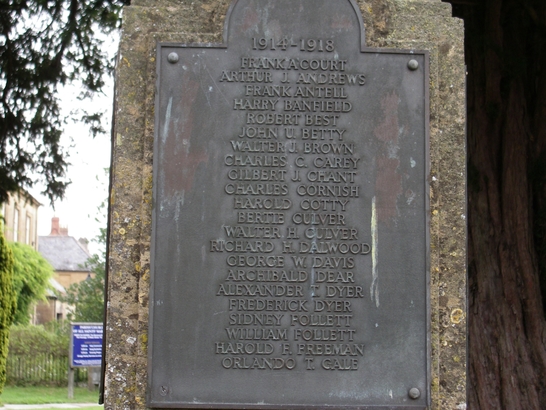 1914-1918
FRANK A'COURT
ARTHUR J. ANDREWS
FRANK ANTELL
HARRY BANFIELD
ROBERT BEST
JOHN U. BETTY
WALTER J. BROWN
CHARLES C. CAREY
GILBERT J. CHANT
CHARLES CORNISH
HAROLD COTTY
BERTIE CULVER
WALTER H. CULVER
RICHARD H. DALWOOD
GEORGE W. DAVIS
ARCHIBALD DEAR
ALEXANDER T. DYER
FREDERICK DYER
SIDNEY FOLLETT
WILLIAM FOLLETT
HAROLD F. FREEMAN
ORLANDO T. GALE